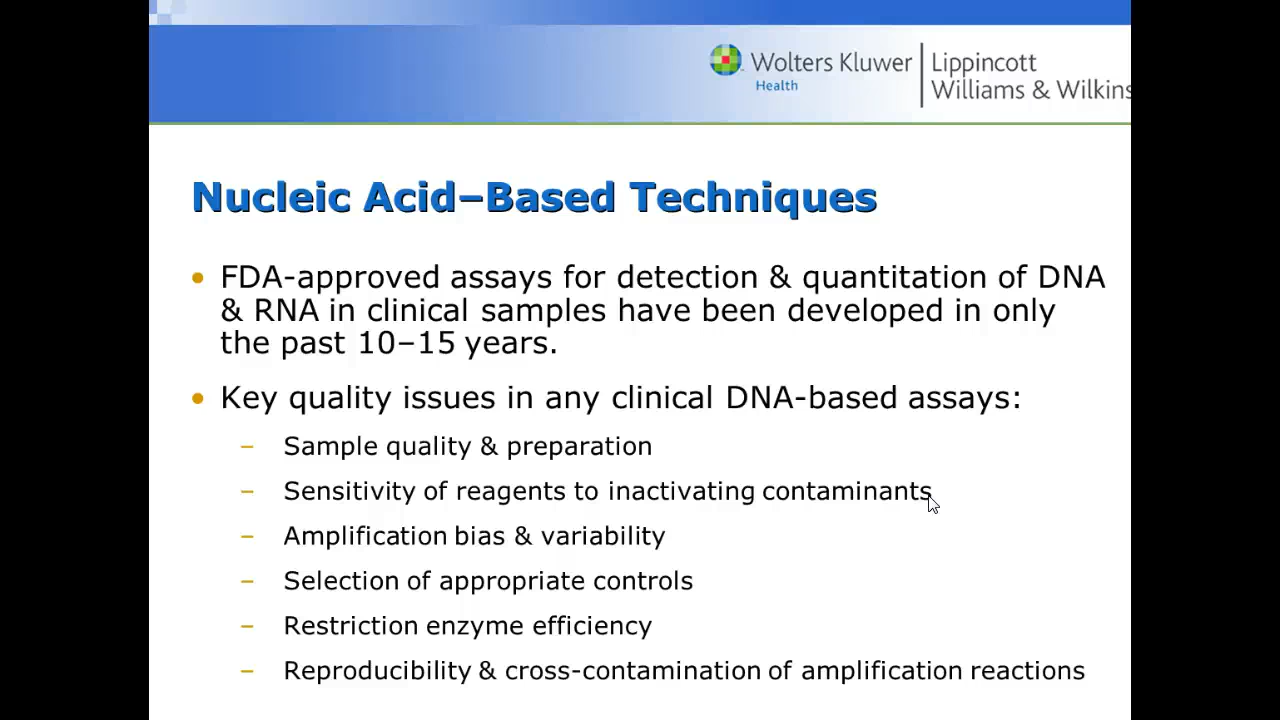 Wolters Kluwer
Health
Lippincott
Williams & Wilkins
Nucleic Acid–Based Techniques
• FDA-approved assays for detection & quantitation of DNA
& RNA in clinical samples have been developed in only
the past 10–15 years.
• Key quality issues in any clinical DNA-based assays:
– Sample quality & preparation
– Sensitivity of reagents to inactivating contaminants
– Amplification bias & variability
– Selection of appropriate controls
– Restriction enzyme efficiency
– Reproducibility & cross-contamination of amplification reactions